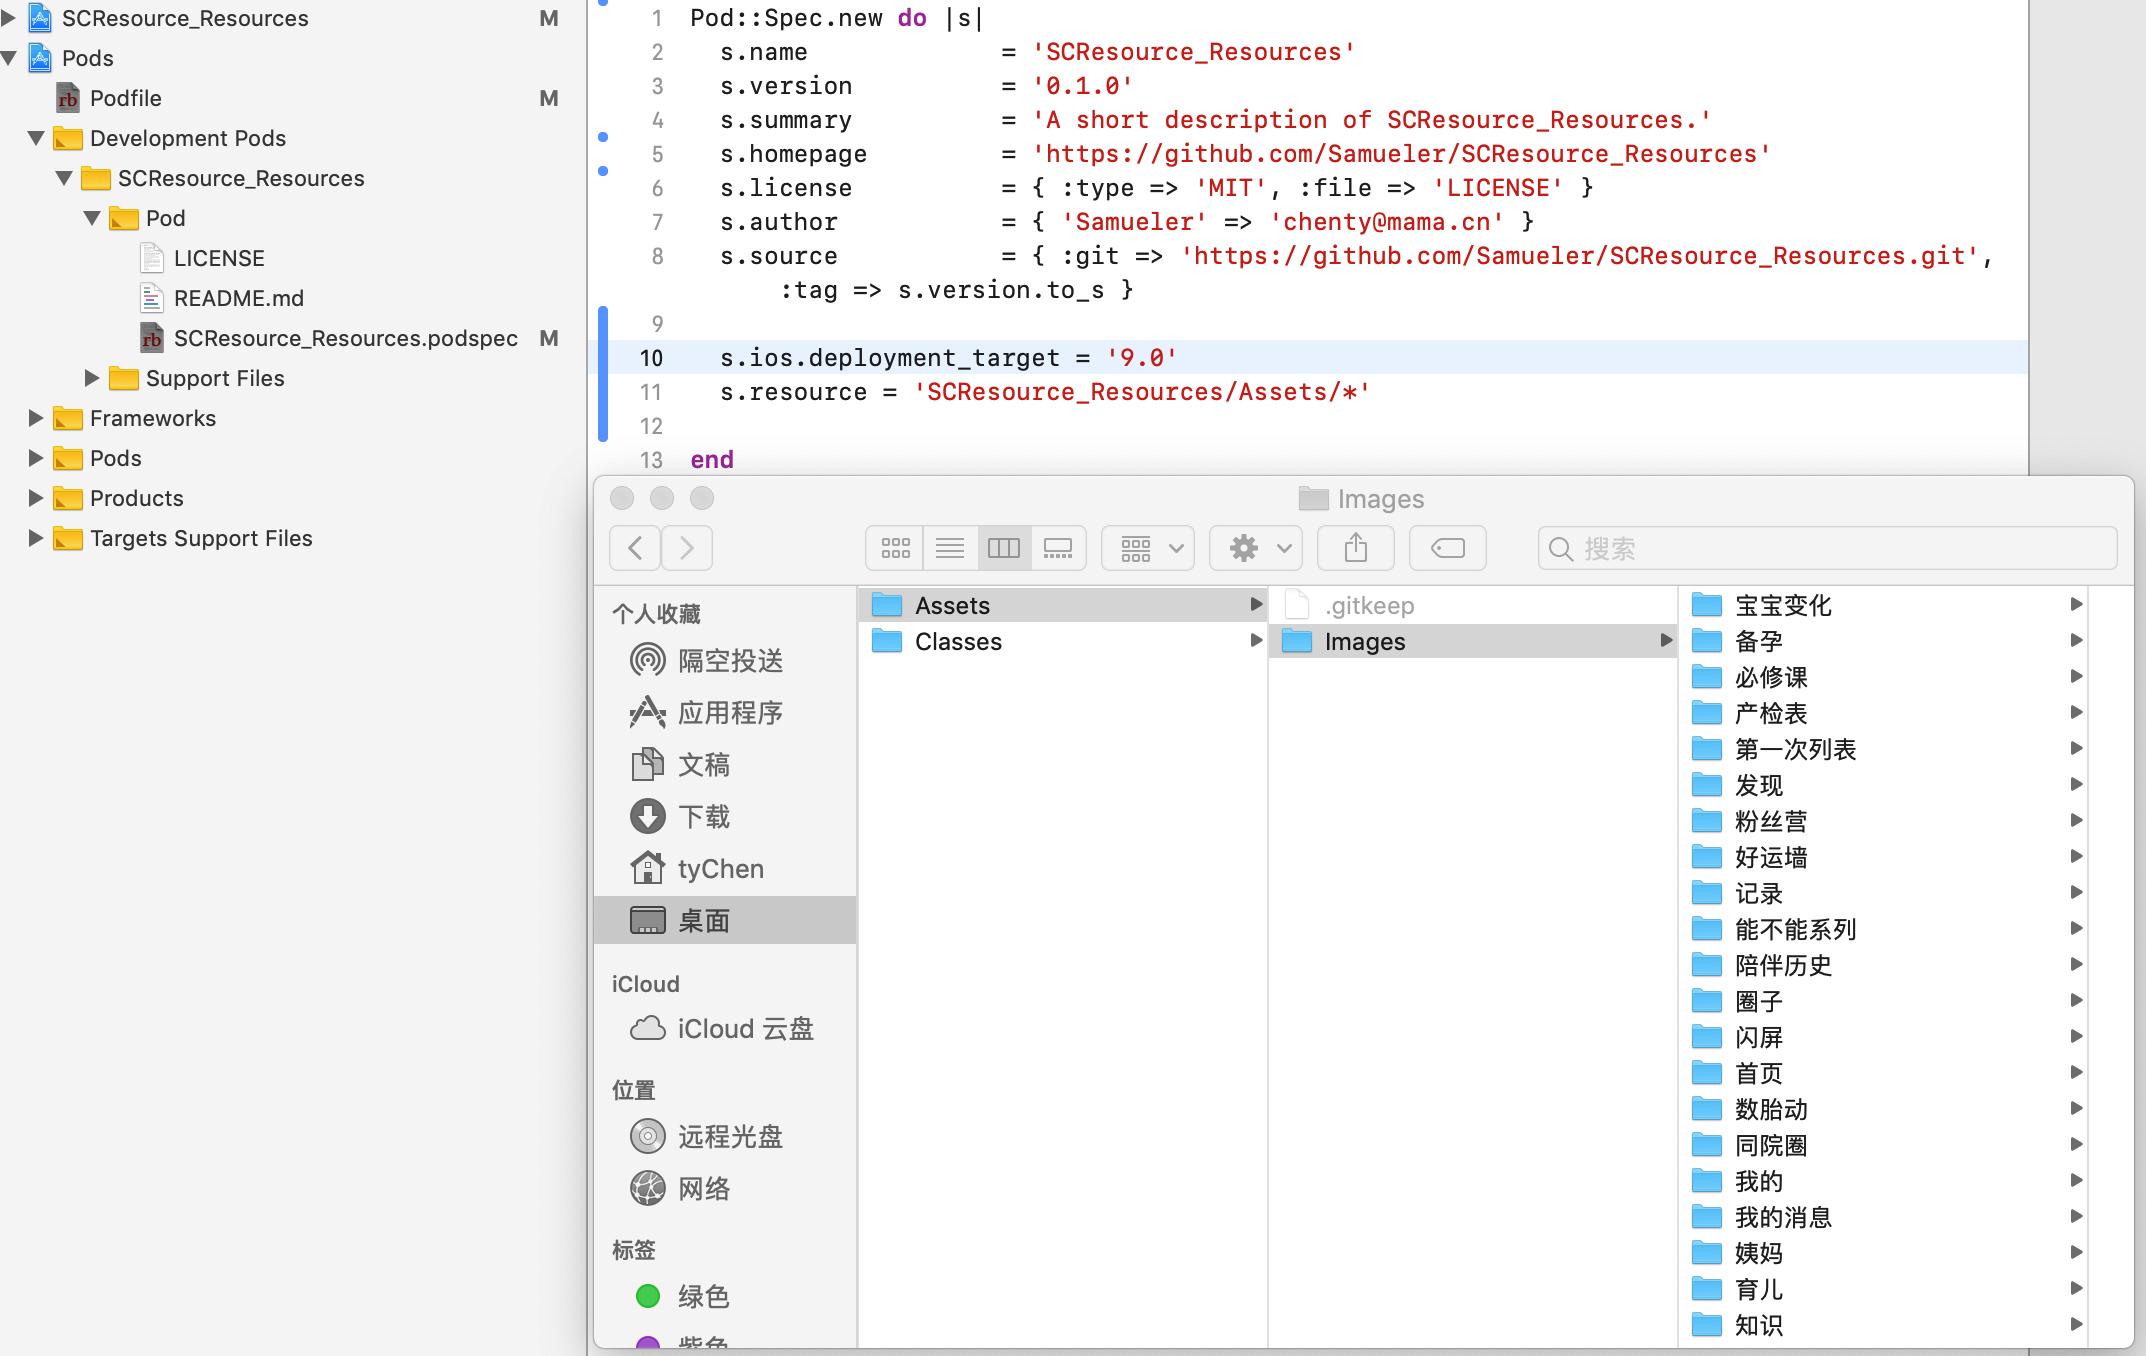 SCResource_Resources M
Pods
Podfile M
Development Pods
SCResource_Resources
Pod
LICENSE
README.md
SCResource_Resources.podspec M
Support Files
Frameworks
Pods
Products
Targets Support Files
1 Pod::Spec.new do |s|
2 s.name = 'SCResource_Resources'
3 s.version = '0.1.0'
4 s.summary = 'A short description of SCResource_Resources.'
5 s.homepage = 'https://github.com/Samueler/SCResource_Resources'
6 s.license = { :type => 'MIT', :file => 'LICENSE' }
7 s.author = { 'Samueler' => 'chenty@mama.cn' }
8 s.source = { :git => 'https://github.com/Samueler/SCResource_Resources.git',
:tag => s.version.to_s }
9
10 s.ios.deployment_target = '9.0'
11 s.resource = 'SCResource_Resources/Assets/*'
12
13 end
Images
搜索
个人收藏
隔空投送
应用程序
文稿
下载
tyChen
桌面
iCloud
iCloud 云盘
位置
远程光盘
网络
标签
绿色
紫色
Assets
Classes
.gitkeep
Images
宝宝变化
备孕
必修课
产检表
第一次列表
发现
粉丝营
好运墙
记录
能不能系列
陪伴历史
圈子
闪屏
首页
数胎动
同院圈
我的
我的消息
姨妈
育儿
知识